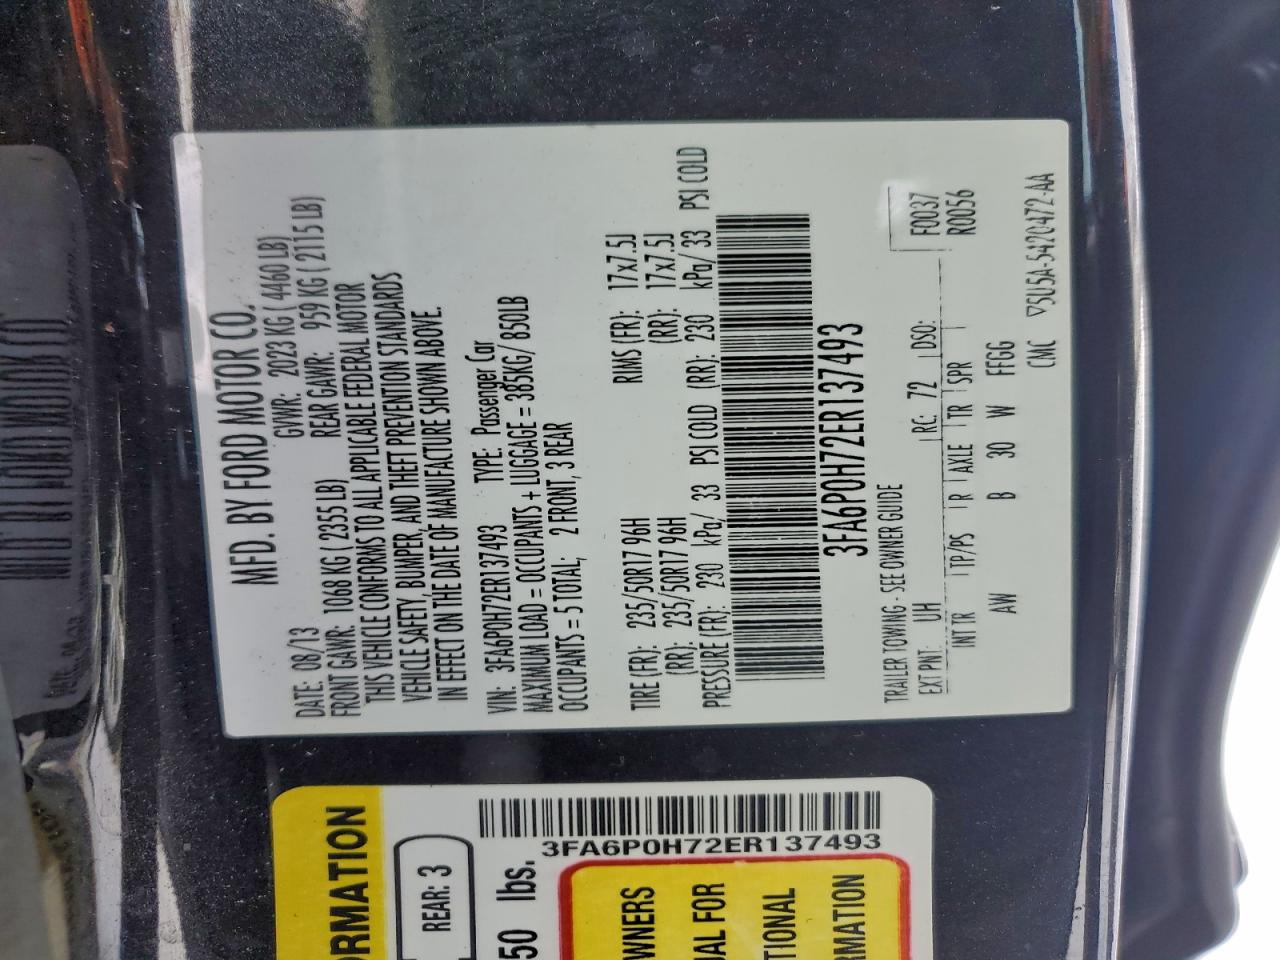 MFD. BY FORD MOTOR CO.
DATE: 08/13 GVWR: 2023 KG ( 4460 LB)
FRONT GAWR: 1068 KG ( 2355 LB) REAR GAWR: 959 KG ( 2115 LB)
THIS VEHICLE CONFORMS TO ALL APPLICABLE FEDERAL MOTOR
VEHICLE SAFETY, BUMPER, AND THEFT PREVENTION STANDARDS
IN EFFECT ON THE DATE OF MANUFACTURE SHOWN ABOVE.
VIN: 3FA6P0H72ER137493 TYPE: Passenger Car
MAXIMUM LOAD = OCCUPANTS + LUGGAGE = 385KG/ 850LB
OCCUPANTS = 5 TOTAL; 2 FRONT, 3 REAR
TIRE (FR): 235/50R17 96H RIMS (FR): 17x7.5J
(RR): 235/50R17 96H (RR): 17x7.5J
PRESSURE (FR): 230 kPa/ 33 PSI COLD (RR): 230 kPa/ 33 PSI COLD
3FA6P0H72ER137493
TRAILER TOWING - SEE OWNER GUIDE
EXT PNT: UH RC: 72 DSO: F0037
R0056
INT TR TP/PS R AXLE TR SPR
AW B 30 W FFGG
CMC ▽5U5A-5420472-AA
ORMATION
REAR: 3
50 lbs.
3FA6P0H72ER137493
WNERS
UAL FOR
TIONAL
RMATION